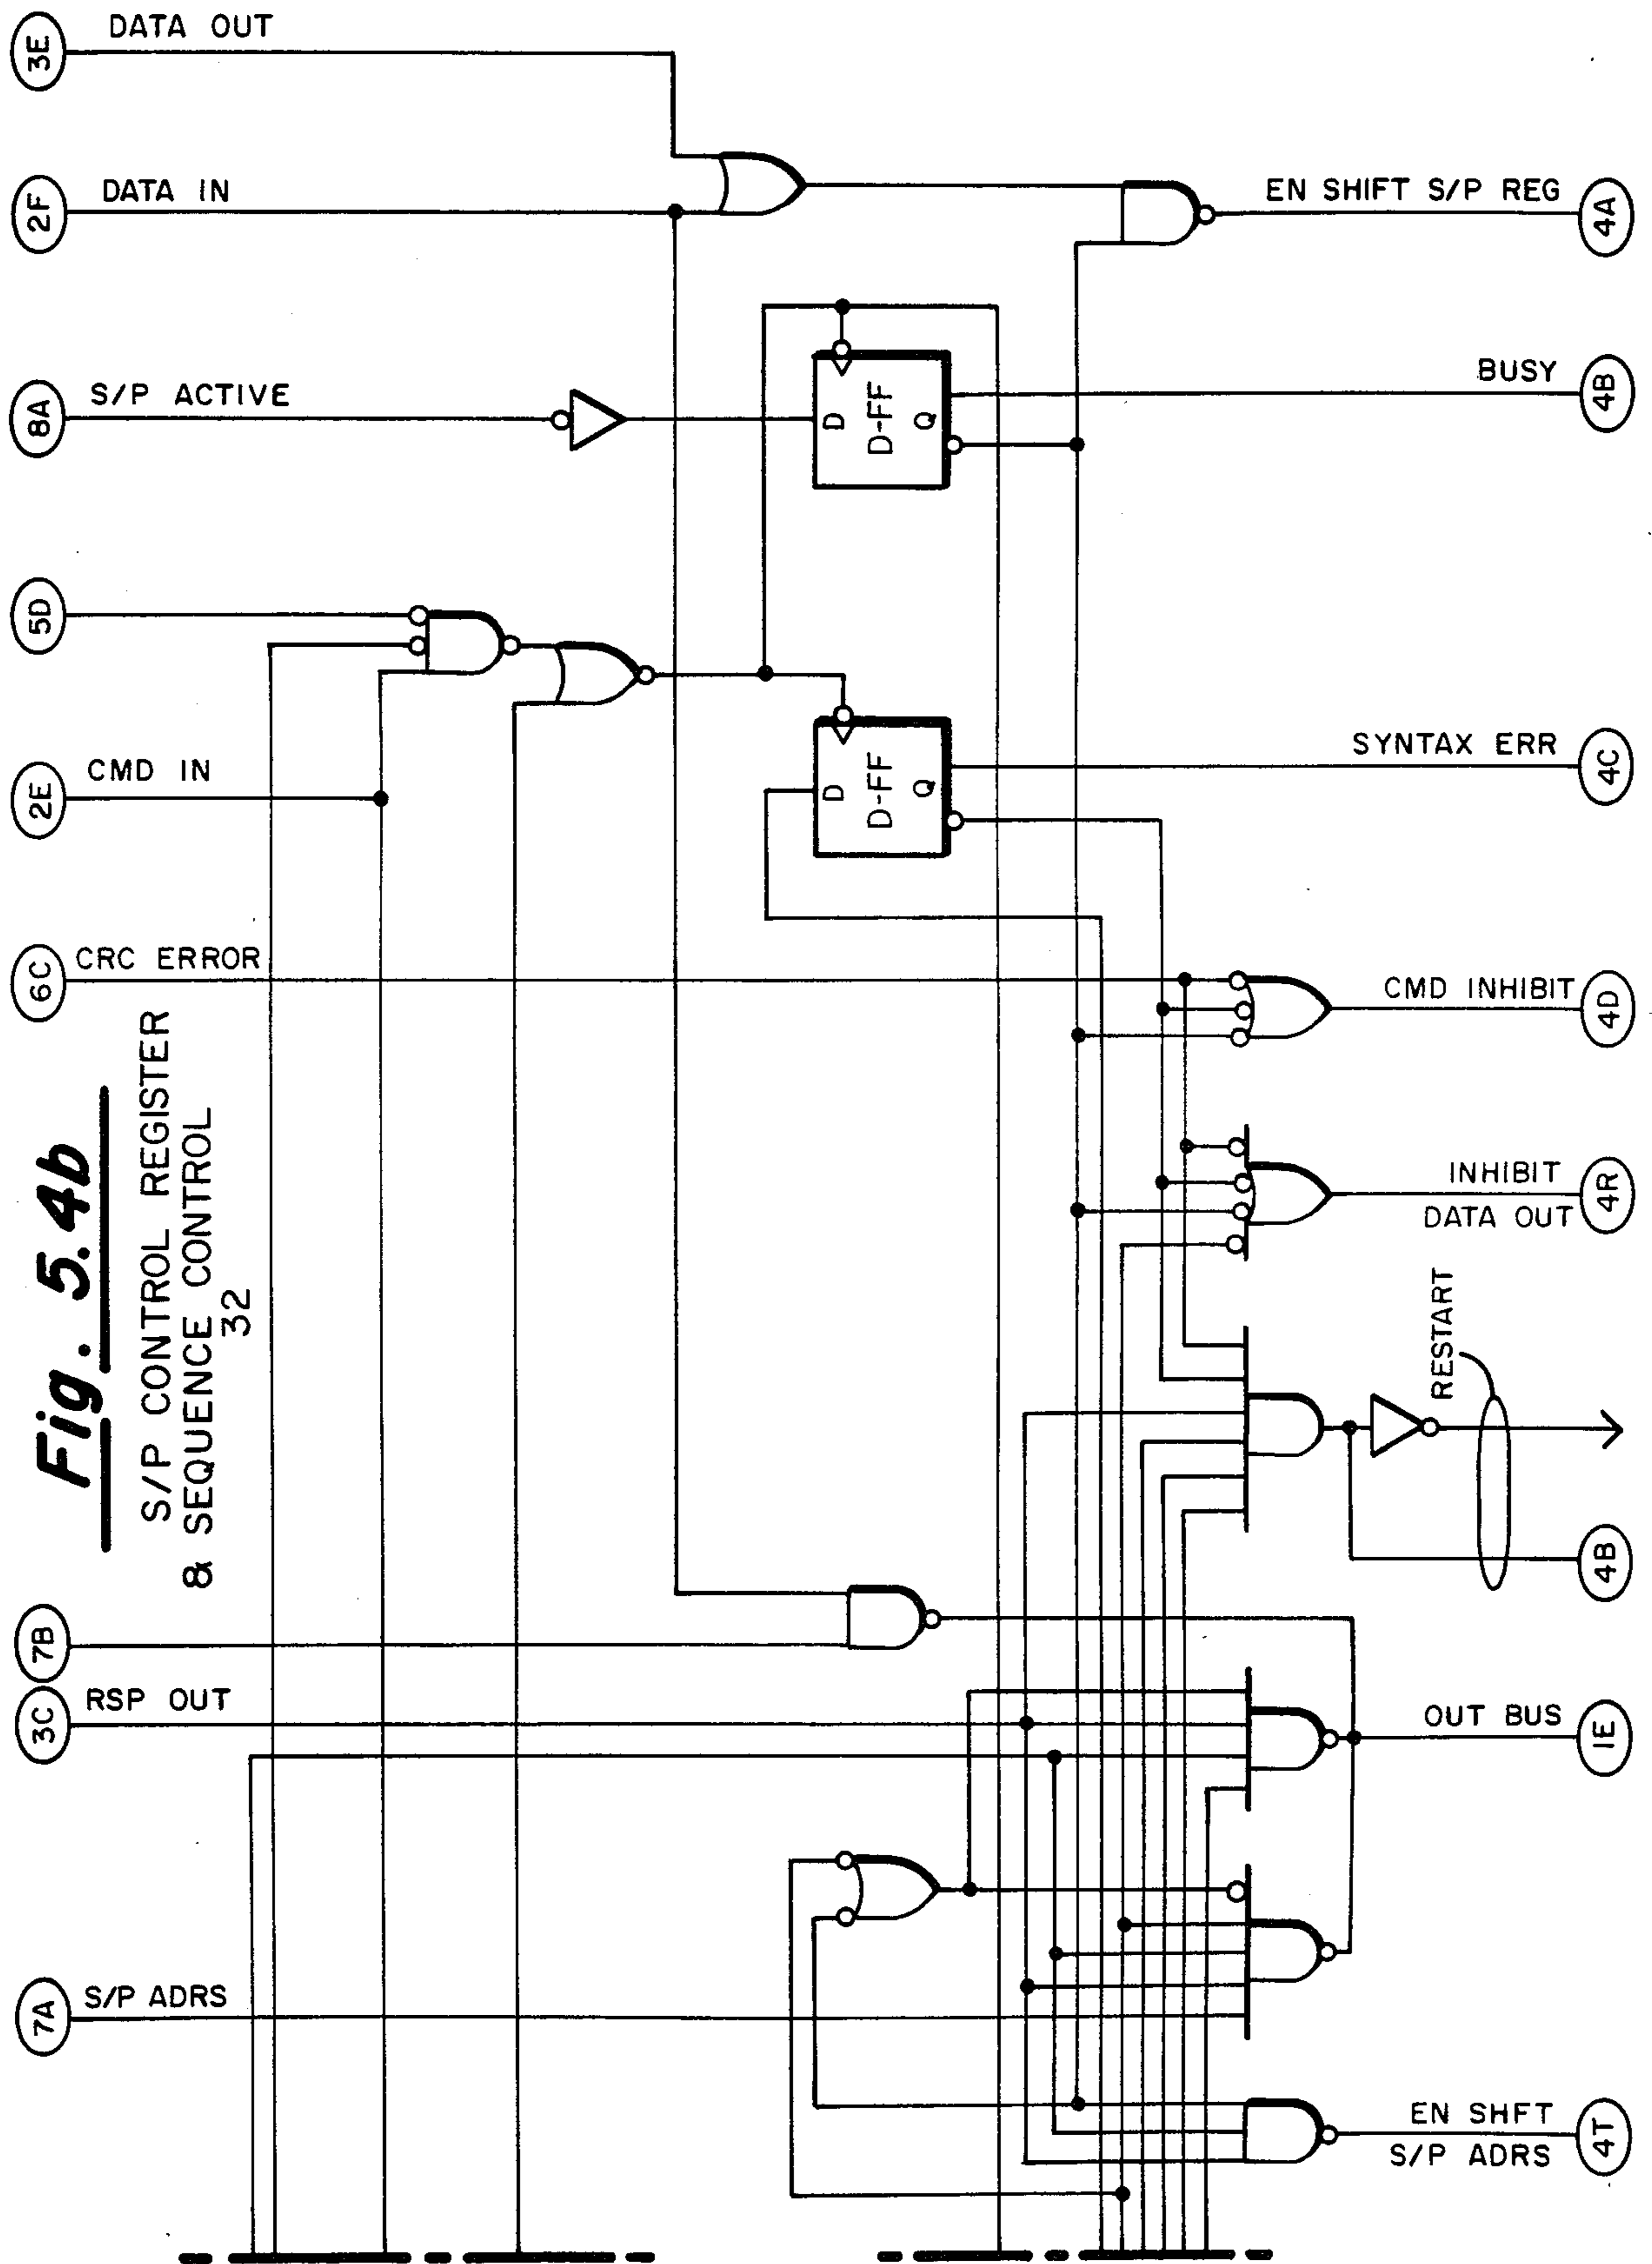 3E DATA OUT
2F DATA IN
EN SHIFT S/P REG 4A
8A S/P ACTIVE
D D-FF Q
BUSY 4B
5D
2E CMD IN
D D-FF Q
SYNTAX ERR 4C
6C CRC ERROR
CMD INHIBIT 4D
Fig. 5.4b
S/P CONTROL REGISTER
& SEQUENCE CONTROL
32
INHIBIT
DATA OUT 4R
RESTART
4B
7B
3C RSP OUT
OUT BUS 1E
7A S/P ADRS
EN SHFT
S/P ADRS 4T